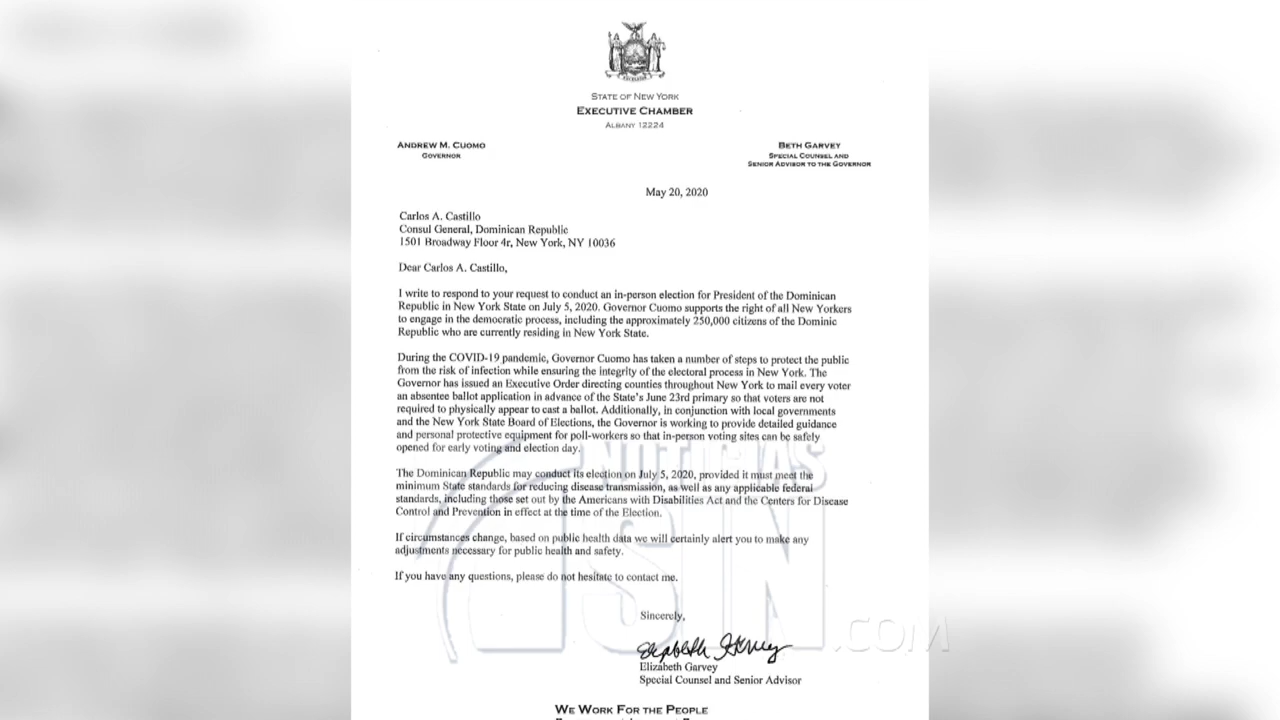 STATE OF NEW YORK
EXECUTIVE CHAMBER
ALBANY 12224
ANDREW M. CUOMO
GOVERNOR
BETH GARVEY
SPECIAL COUNSEL AND
SENIOR ADVISOR TO THE GOVERNOR
May 20, 2020
Carlos A. Castillo
Consul General, Dominican Republic
1501 Broadway Floor 4r, New York, NY 10036
Dear Carlos A. Castillo,
I write to respond to your request to conduct an in-person election for President of the Dominican
Republic in New York State on July 5, 2020. Governor Cuomo supports the right of all New Yorkers
to engage in the democratic process, including the approximately 250,000 citizens of the Dominic
Republic who are currently residing in New York State.
During the COVID-19 pandemic, Governor Cuomo has taken a number of steps to protect the public
from the risk of infection while ensuring the integrity of the electoral process in New York. The
Governor has issued an Executive Order directing counties throughout New York to mail every voter
an absentee ballot application in advance of the State's June 23rd primary so that voters are not
required to physically appear to cast a ballot. Additionally, in conjunction with local governments
and the New York State Board of Elections, the Governor is working to provide detailed guidance
and personal protective equipment for poll-workers so that in-person voting sites can be safely
opened for early voting and election day.
The Dominican Republic may conduct its election on July 5, 2020, provided it must meet the
minimum State standards for reducing disease transmission, as well as any applicable federal
standards, including those set out by the Americans with Disabilities Act and the Centers for Disease
Control and Prevention in effect at the time of the Election.
If circumstances change, based on public health data we will certainly alert you to make any
adjustments necessary for public health and safety.
If you have any questions, please do not hesitate to contact me.
Sincerely,
Elizabeth Garvey
Elizabeth Garvey
Special Counsel and Senior Advisor
WE WORK FOR THE PEOPLE
NOTICIAS
SIN
.COM